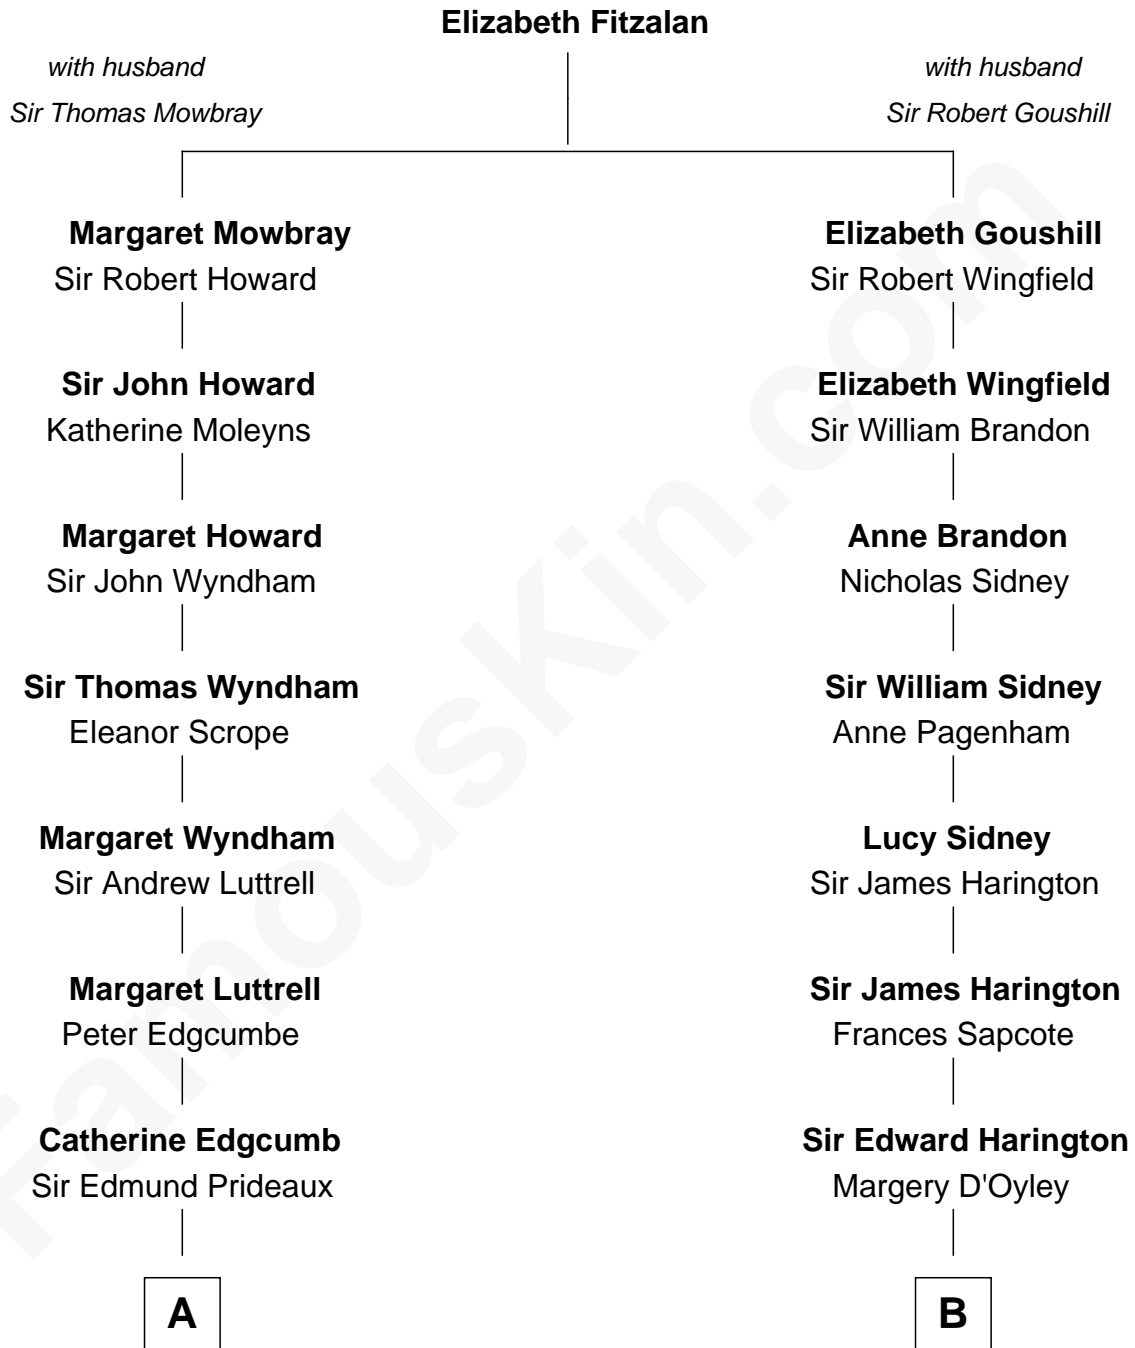 Elizabeth Fitzalan
with husband
Sir Thomas Mowbray
with husband
Sir Robert Goushill
Margaret Mowbray
Sir Robert Howard
Elizabeth Goushill
Sir Robert Wingfield
Sir John Howard
Katherine Moleyns
Elizabeth Wingfield
Sir William Brandon
Margaret Howard
Sir John Wyndham
Anne Brandon
Nicholas Sidney
Sir Thomas Wyndham
Eleanor Scrope
Sir William Sidney
Anne Pagenham
Margaret Wyndham
Sir Andrew Luttrell
Lucy Sidney
Sir James Harington
Margaret Luttrell
Peter Edgcumbe
Sir James Harington
Frances Sapcote
Catherine Edgcumb
Sir Edmund Prideaux
Sir Edward Harington
Margery D'Oyley
A
B
FamousKin.com